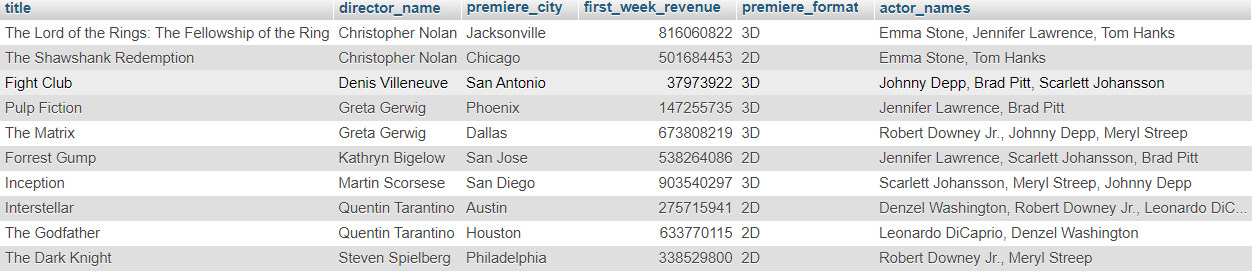 title director_name premiere_city first_week_revenue premiere_format actor_names
The Lord of the Rings: The Fellowship of the Ring Christopher Nolan Jacksonville 816060822 3D Emma Stone, Jennifer Lawrence, Tom Hanks
The Shawshank Redemption Christopher Nolan Chicago 501684453 2D Emma Stone, Tom Hanks
Fight Club Denis Villeneuve San Antonio 37973922 3D Johnny Depp, Brad Pitt, Scarlett Johansson
Pulp Fiction Greta Gerwig Phoenix 147255735 3D Jennifer Lawrence, Brad Pitt
The Matrix Greta Gerwig Dallas 673808219 3D Robert Downey Jr., Johnny Depp, Meryl Streep
Forrest Gump Kathryn Bigelow San Jose 538264086 2D Jennifer Lawrence, Scarlett Johansson, Brad Pitt
Inception Martin Scorsese San Diego 903540297 3D Scarlett Johansson, Meryl Streep, Johnny Depp
Interstellar Quentin Tarantino Austin 275715941 2D Denzel Washington, Robert Downey Jr., Leonardo DiC...
The Godfather Quentin Tarantino Houston 633770115 2D Leonardo DiCaprio, Denzel Washington
The Dark Knight Steven Spielberg Philadelphia 338529800 2D Robert Downey Jr., Meryl Streep